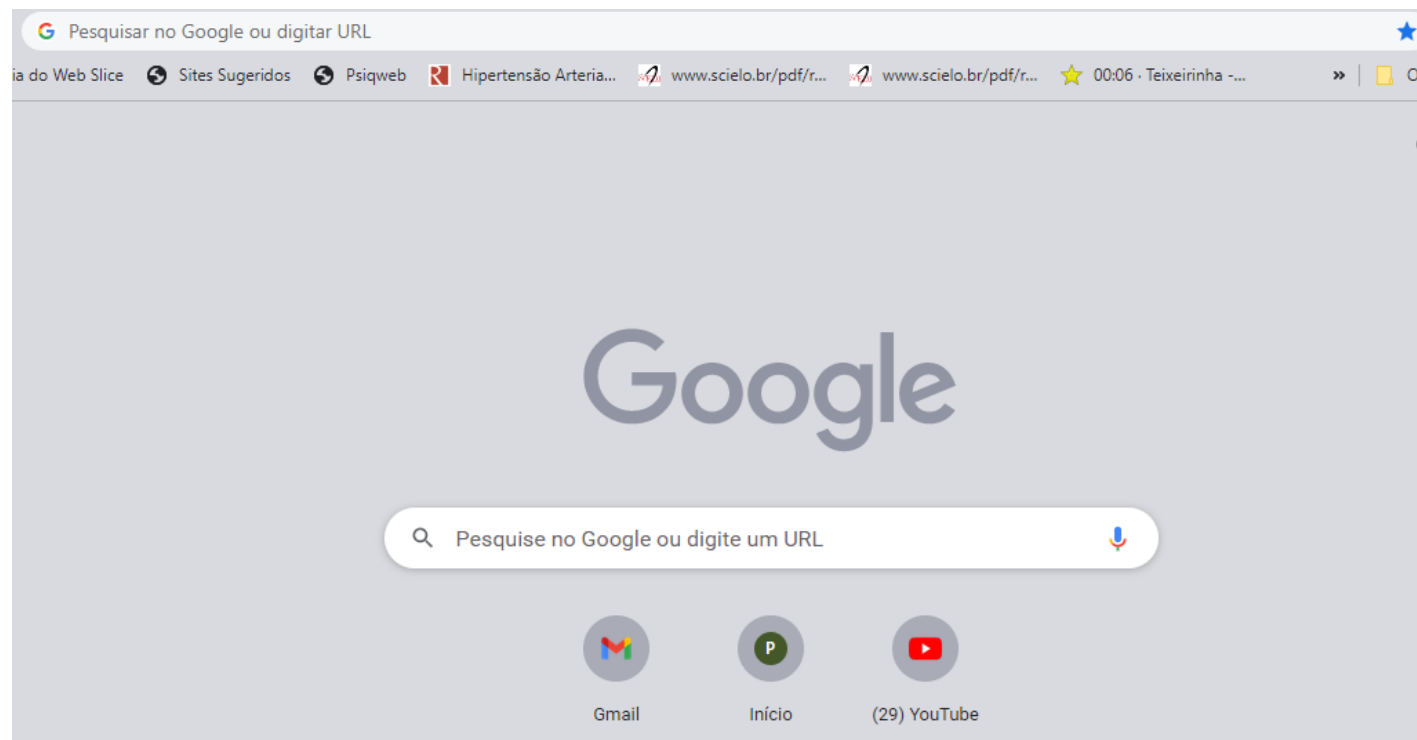 Pesquisar no Google ou digitar URL
ia do Web Slice Sites Sugeridos Psiqweb Hipertensão Arteria... www.scielo.br/pdf/r... www.scielo.br/pdf/r... 00:06 · Teixeirinha -... » O
Google
Pesquise no Google ou digite um URL
P
Gmail Início (29) YouTube